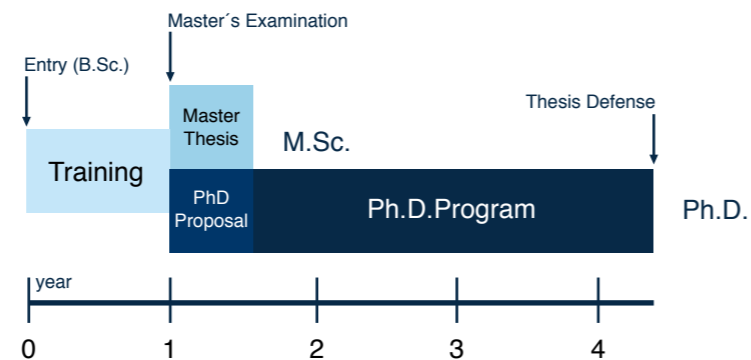 Master´s Examination
Entry (B.Sc.)
Thesis Defense
Master
Thesis
M.Sc.
Training
PhD
Proposal
Ph.D.Program
Ph.D.
year
0 1 2 3 4